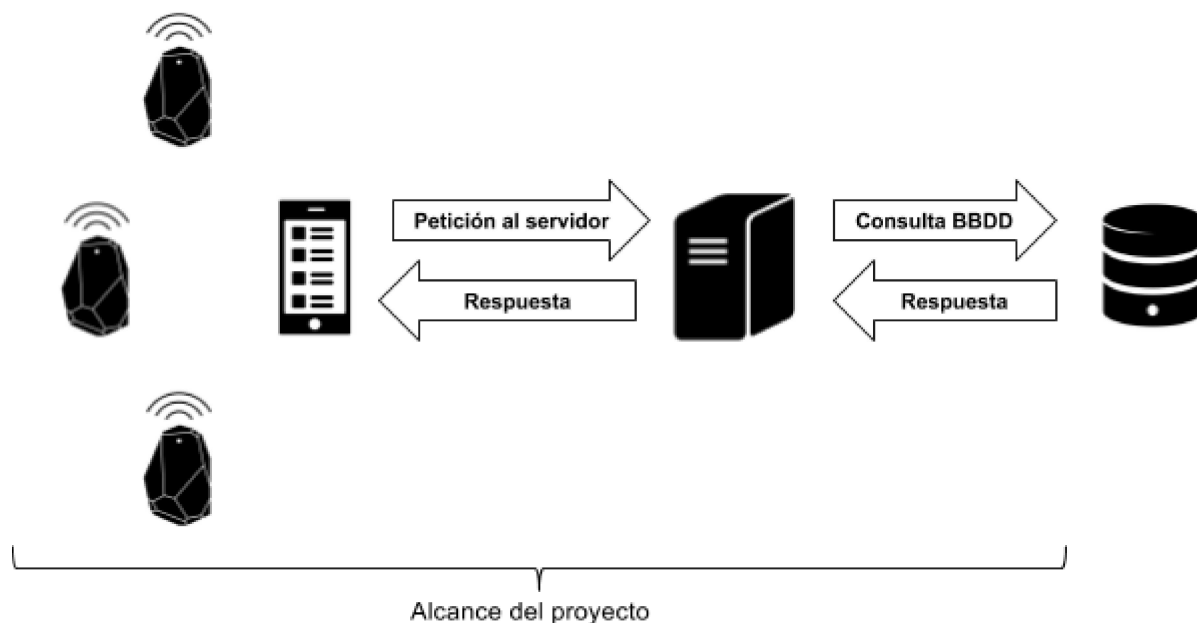 Petición al servidor
Consulta BBDD
Respuesta
Respuesta
Alcance del proyecto